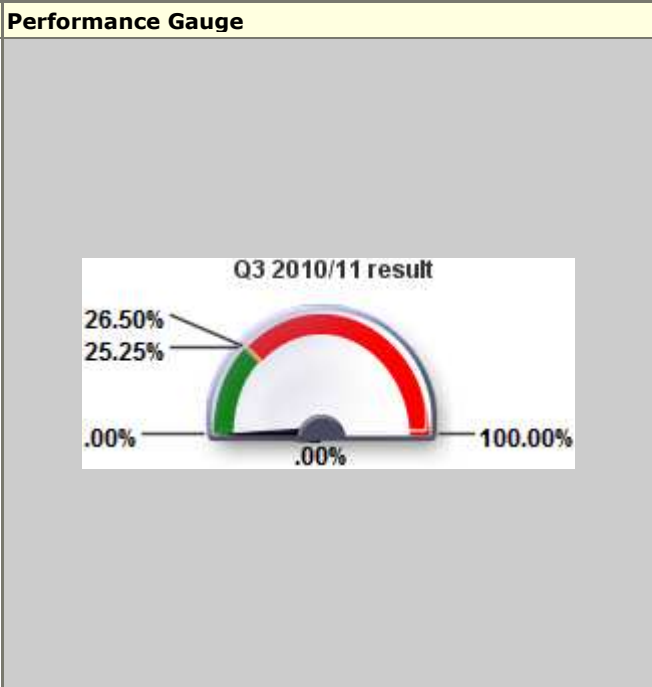 Performance Gauge
Q3 2010/11 result
26.50%
25.25%
.00%
100.00%
.00%